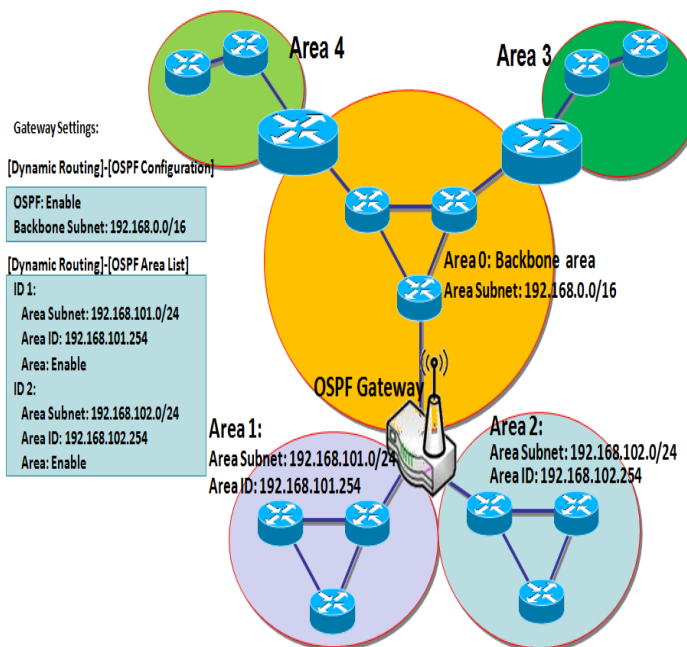 Area 4
Area 3
Gateway Settings:
[Dynamic Routing]-[OSPF Configuration]
OSPF: Enable
Backbone Subnet: 192.168.0.0/16
[Dynamic Routing]-[OSPF Area List]
ID 1:
Area Subnet: 192.168.101.0/24
Area ID: 192.168.101.254
Area: Enable
ID 2:
Area Subnet: 192.168.102.0/24
Area ID: 192.168.102.254
Area: Enable
Area 0: Backbone area
Area Subnet: 192.168.0.0/16
OSPF Gateway
Area 1:
Area Subnet: 192.168.101.0/24
Area ID: 192.168.101.254
Area 2:
Area Subnet: 192.168.102.0/24
Area ID: 192.168.102.254